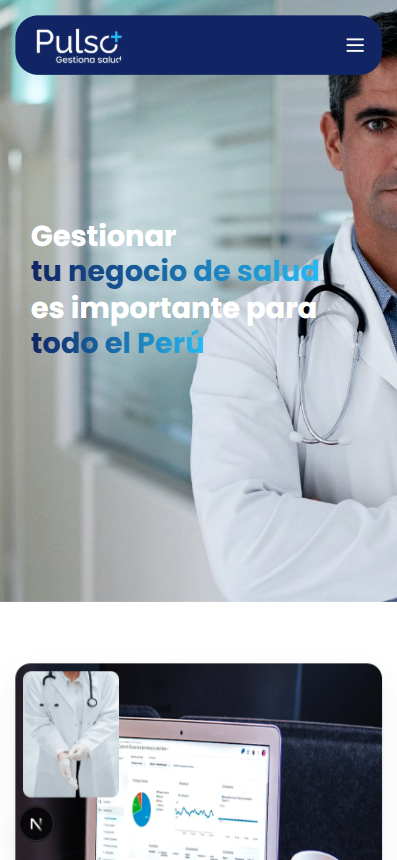 Pulso
Gestiona salud
Gestionar
tu negocio de salud
es importante para
todo el Perú
N